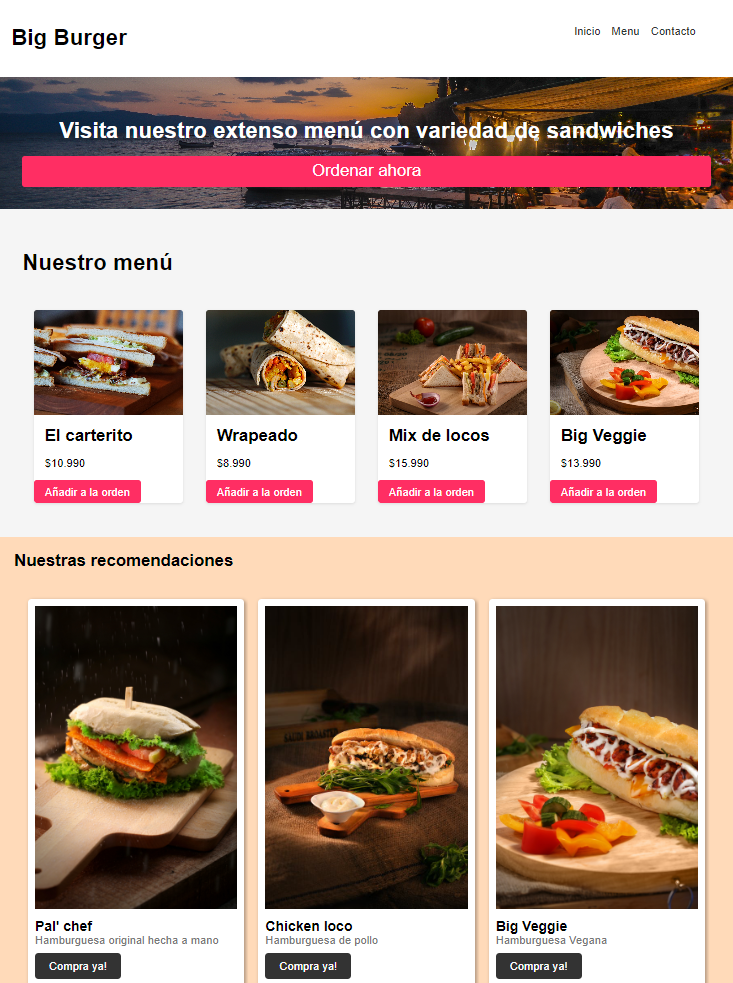 Big Burger
Inicio Menu Contacto
Visita nuestro extenso menú con variedad de sandwiches
Ordenar ahora
Nuestro menú
El carterito
$10.990
Añadir a la orden
Wrapeado
$8.990
Añadir a la orden
Mix de locos
$15.990
Añadir a la orden
Big Veggie
$13.990
Añadir a la orden
Nuestras recomendaciones
Pal' chef
Hamburguesa original hecha a mano
Compra ya!
Chicken loco
Hamburguesa de pollo
Compra ya!
Big Veggie
Hamburguesa Vegana
Compra ya!